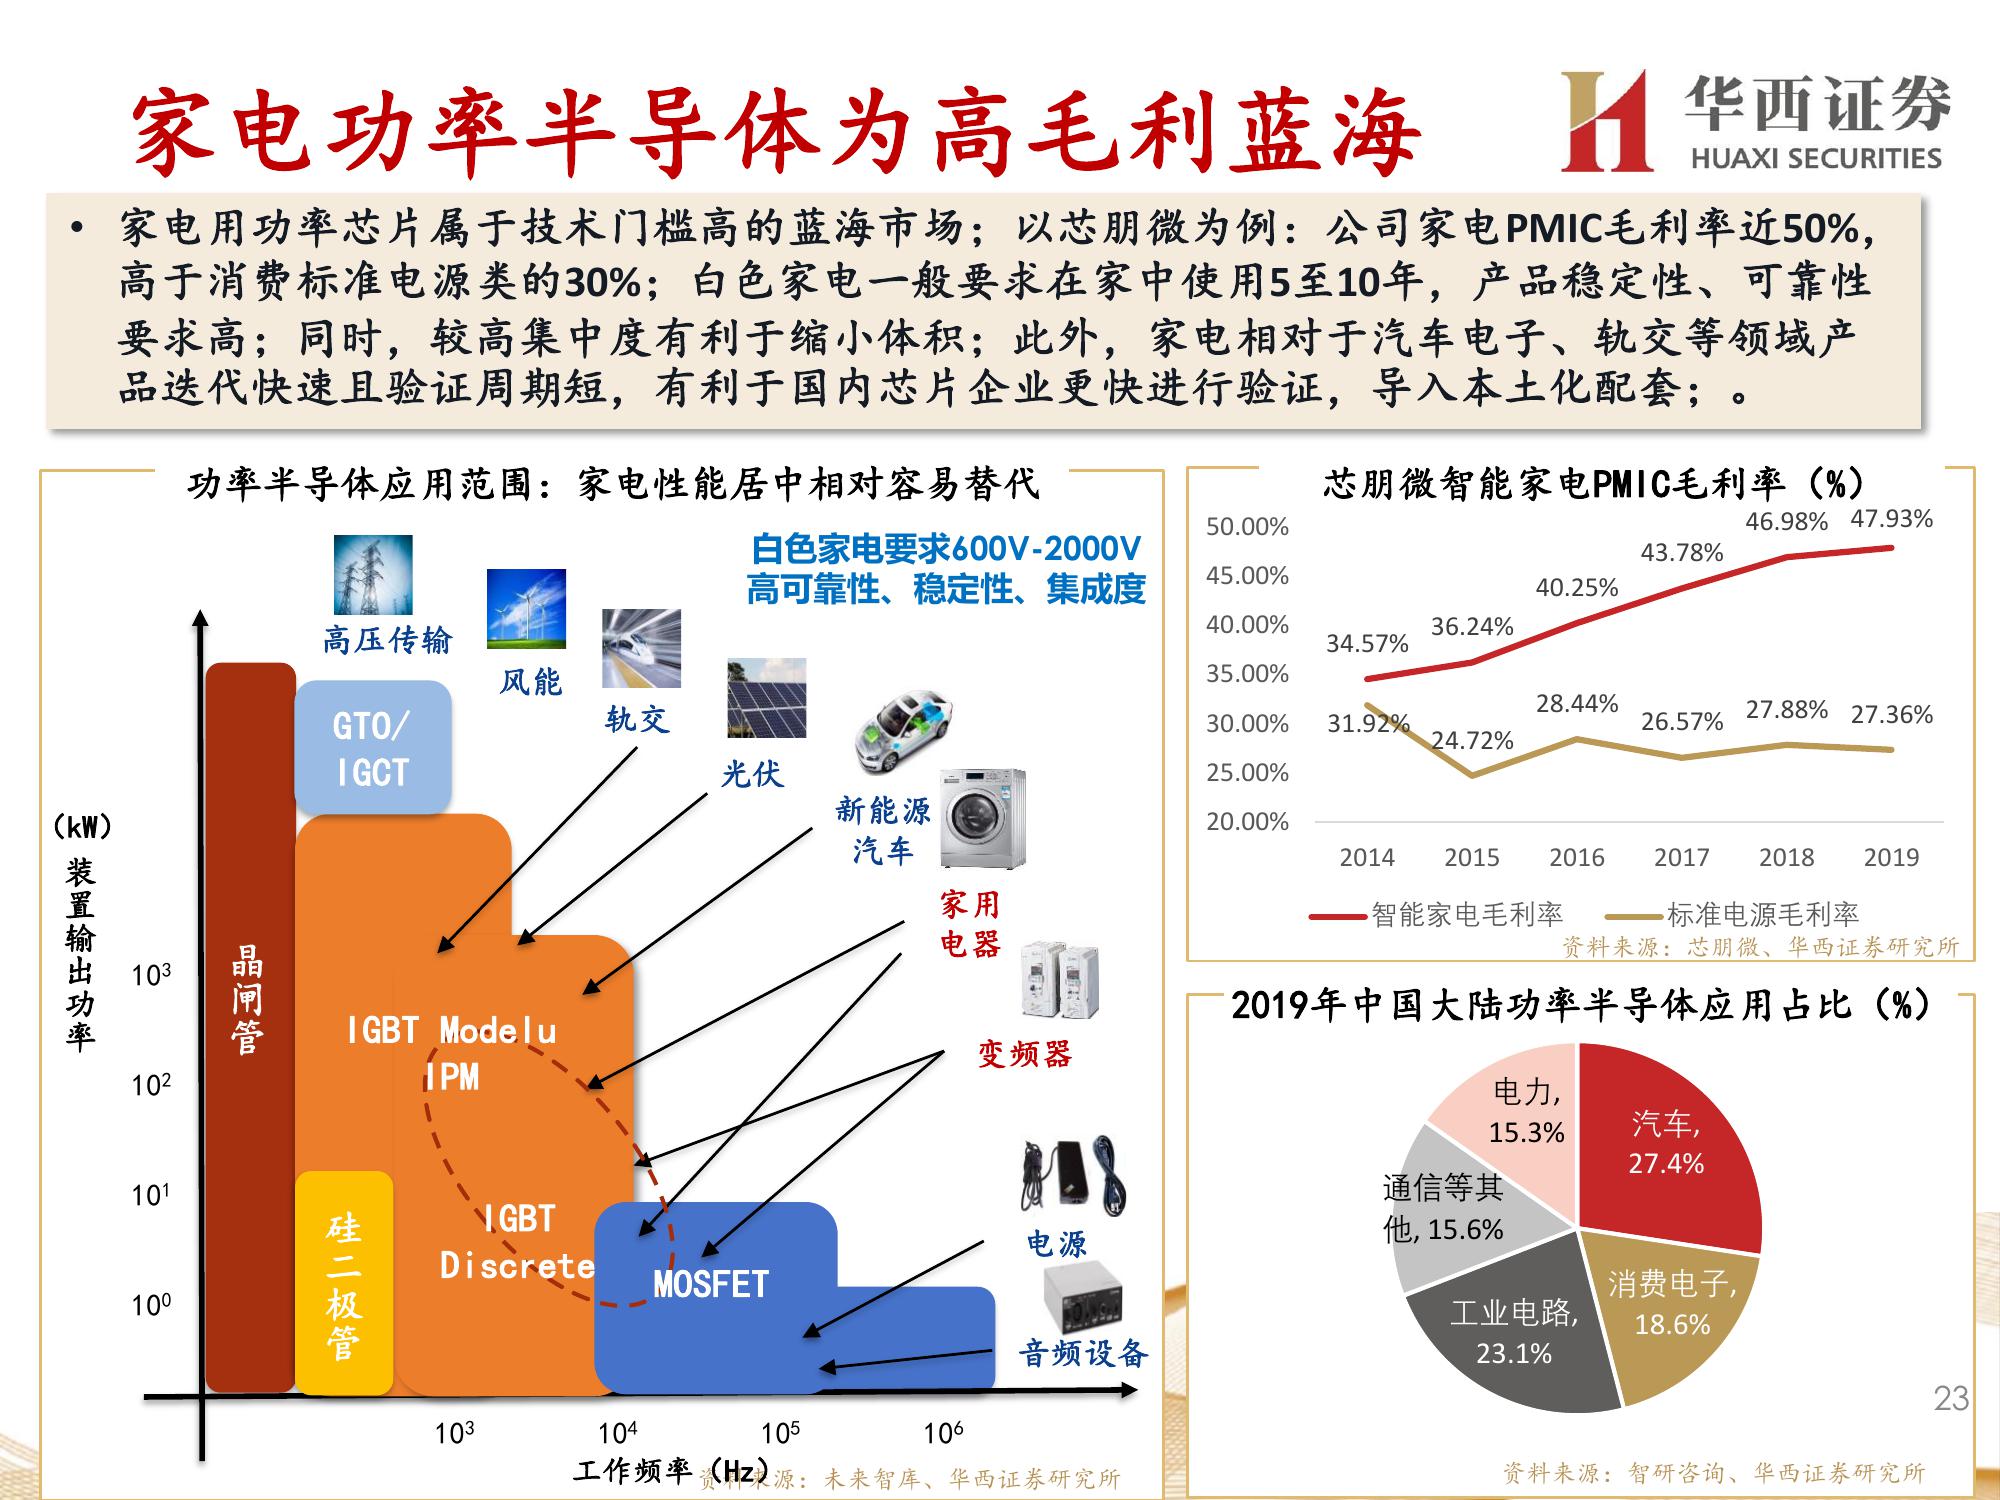 家电功率半导体为高毛利蓝海
华西证券
HUAXI SECURITIES
• 家电用功率芯片属于技术门槛高的蓝海市场；以芯朋微为例：公司家电PMIC毛利率近50%，
高于消费标准电源类的30%；白色家电一般要求在家中使用5至10年，产品稳定性、可靠性
要求高；同时，较高集中度有利于缩小体积；此外，家电相对于汽车电子、轨交等领域产
品迭代快速且验证周期短，有利于国内芯片企业更快进行验证，导入本土化配套；。
功率半导体应用范围：家电性能居中相对容易替代
白色家电要求600V-2000V
高可靠性、稳定性、集成度
高压传输
风能
轨交
光伏
新能源
汽车
家用
电器
变频器
电源
音频设备
（kW）
装置输出功率
10³
10²
10¹
10⁰
晶闸管
GTO/
IGCT
IGBT Modelu
IPM
IGBT
Discrete
硅二极管
MOSFET
10³ 10⁴ 10⁵ 10⁶
工作频率（Hz）
资料来源：未来智库、华西证券研究所
芯朋微智能家电PMIC毛利率（%）
50.00%
45.00%
40.00%
35.00%
30.00%
25.00%
20.00%
34.57% 36.24% 40.25% 43.78% 46.98% 47.93%
31.92% 24.72% 28.44% 26.57% 27.88% 27.36%
2014 2015 2016 2017 2018 2019
智能家电毛利率 标准电源毛利率
资料来源：芯朋微、华西证券研究所
2019年中国大陆功率半导体应用占比（%）
电力,
15.3%
汽车,
27.4%
通信等其
他, 15.6%
消费电子,
18.6%
工业电路,
23.1%
23
资料来源：智研咨询、华西证券研究所